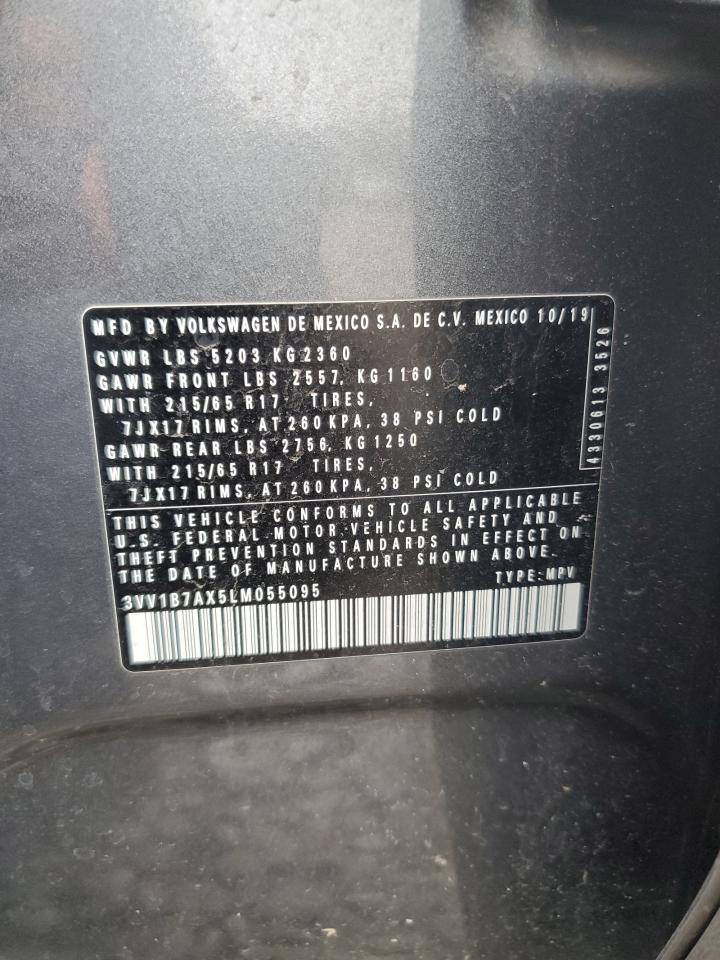 MFD BY VOLKSWAGEN DE MEXICO S.A. DE C.V. MEXICO 10/19
GVWR LBS 5203 KG 2360
GAWR FRONT LBS 2557, KG 1160
WITH 215/65 R17 TIRES,
7JX17 RIMS, AT 260 KPA, 38 PSI COLD
GAWR REAR LBS 2756, KG 1250
WITH 215/65 R17 TIRES,
7JX17 RIMS, AT 260 KPA, 38 PSI COLD
4330613 3526
THIS VEHICLE CONFORMS TO ALL APPLICABLE
U.S. FEDERAL MOTOR VEHICLE SAFETY AND
THEFT PREVENTION STANDARDS IN EFFECT ON
THE DATE OF MANUFACTURE SHOWN ABOVE.
3VV1B7AX5LM055095 TYPE: MPV